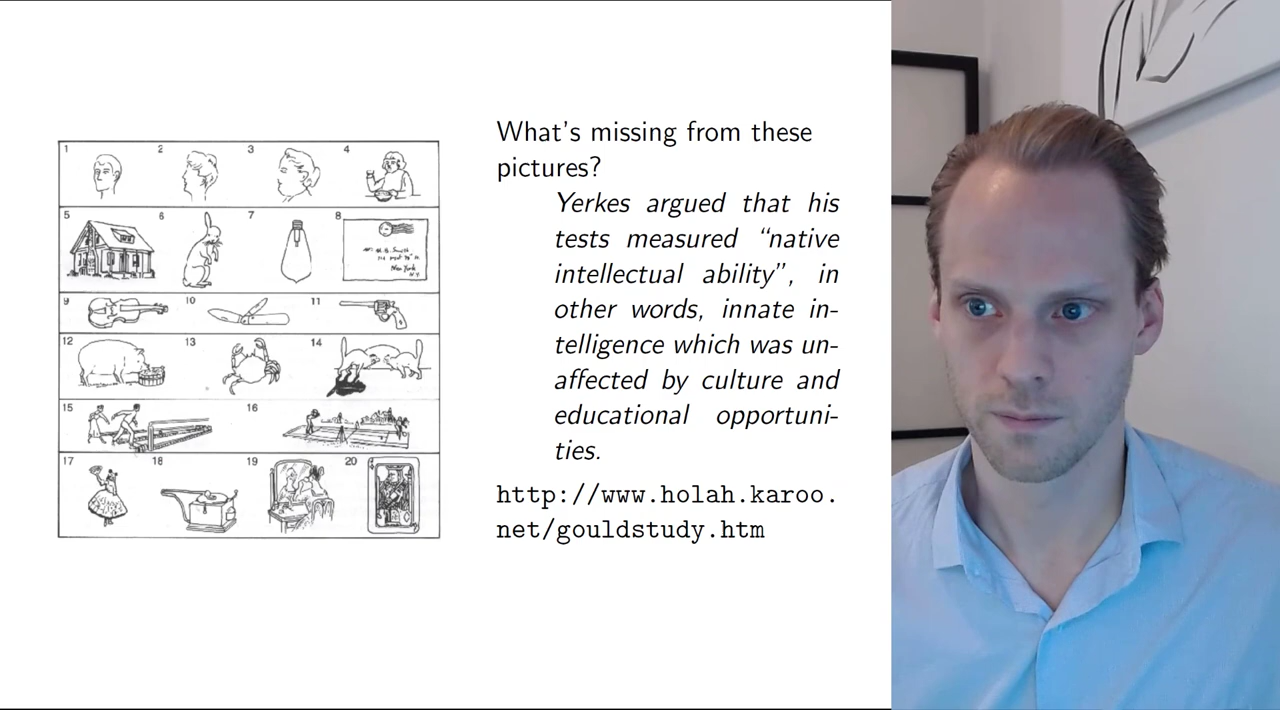 What's missing from these
pictures?
Yerkes argued that his
tests measured “native
intellectual ability”, in
other words, innate in-
telligence which was un-
affected by culture and
educational opportuni-
ties.
http://www.holah.karoo.
net/gouldstudy.htm
1 2 3 4
5 6 7 8
New York
9 10 11
12 13 14
15 16
17 18 19 20